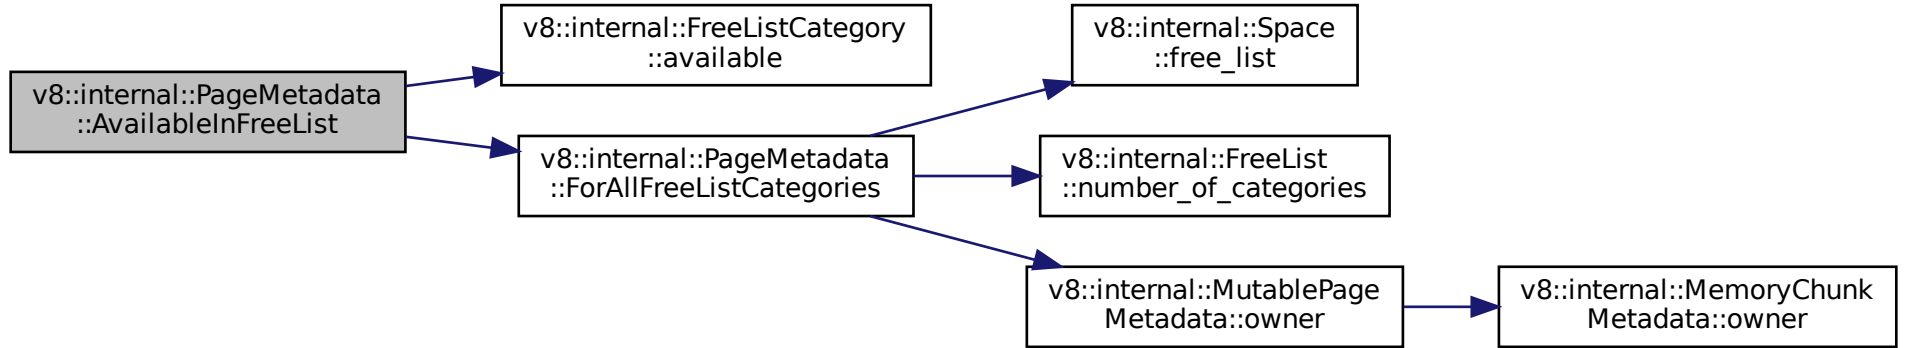 v8::internal::PageMetadata
::AvailableInFreeList
v8::internal::FreeListCategory
::available
v8::internal::PageMetadata
::ForAllFreeListCategories
v8::internal::Space
::free_list
v8::internal::FreeList
::number_of_categories
v8::internal::MutablePage
Metadata::owner
v8::internal::MemoryChunk
Metadata::owner